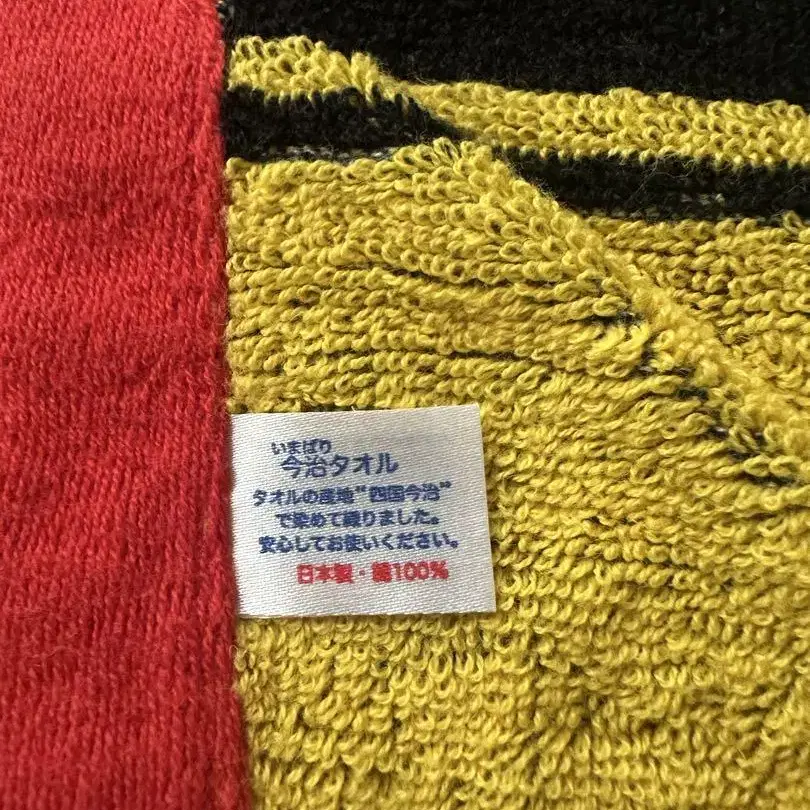 いまばり
今治タオル
タオルの産地“四国今治”
で染めて織りました。
安心してお使いください。
日本製・綿100%